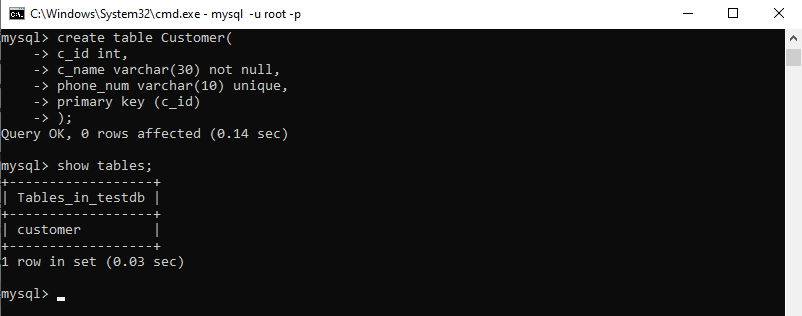 C:\Windows\System32\cmd.exe - mysql  -u root -p
mysql> create table Customer(
    -> c_id int,
    -> c_name varchar(30) not null,
    -> phone_num varchar(10) unique,
    -> primary key (c_id)
    -> );
Query OK, 0 rows affected (0.14 sec)

mysql> show tables;
+------------------+
| Tables_in_testdb |
+------------------+
| customer         |
+------------------+
1 row in set (0.03 sec)

mysql>